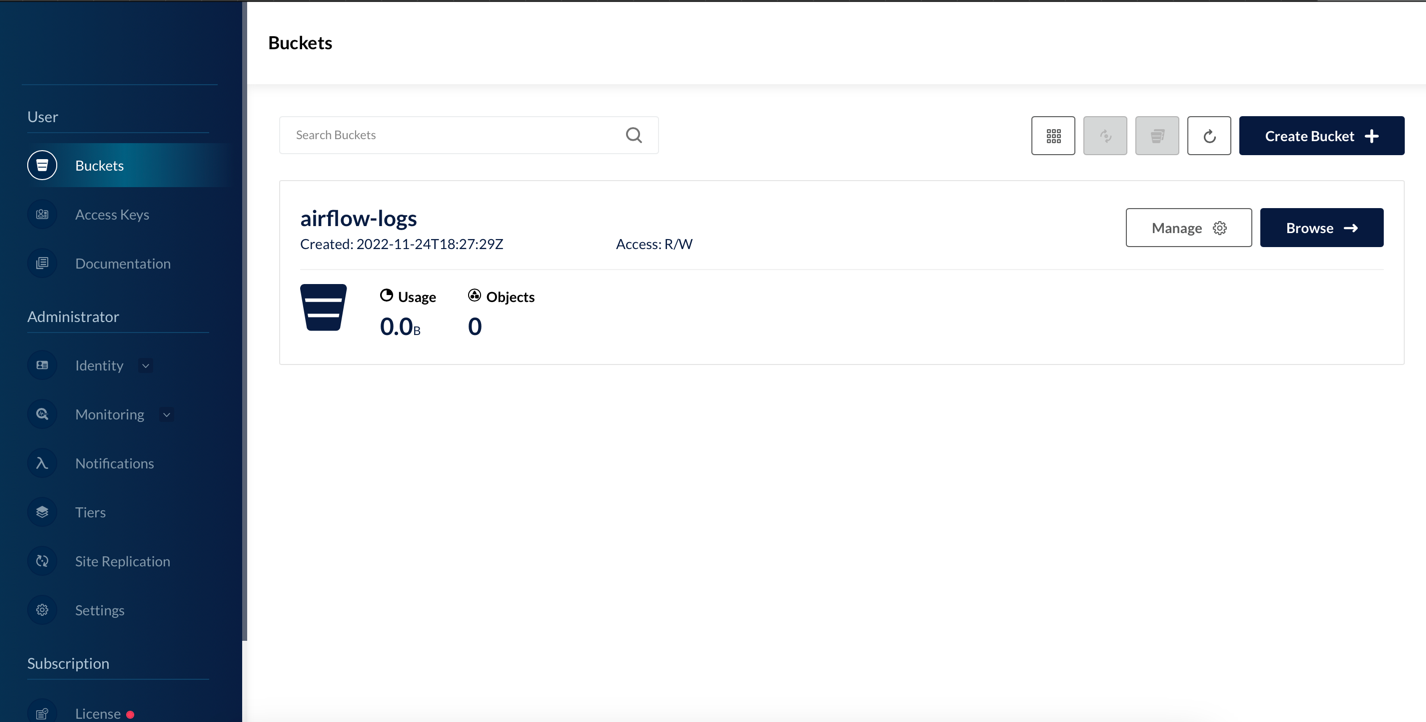 Buckets
User
Buckets
Access Keys
Documentation
Administrator
Identity
Monitoring
Notifications
Tiers
Site Replication
Settings
Subscription
License
Search Buckets
Create Bucket
airflow-logs
Created: 2022-11-24T18:27:29Z Access: R/W
Manage Browse
Usage Objects
0.0B 0